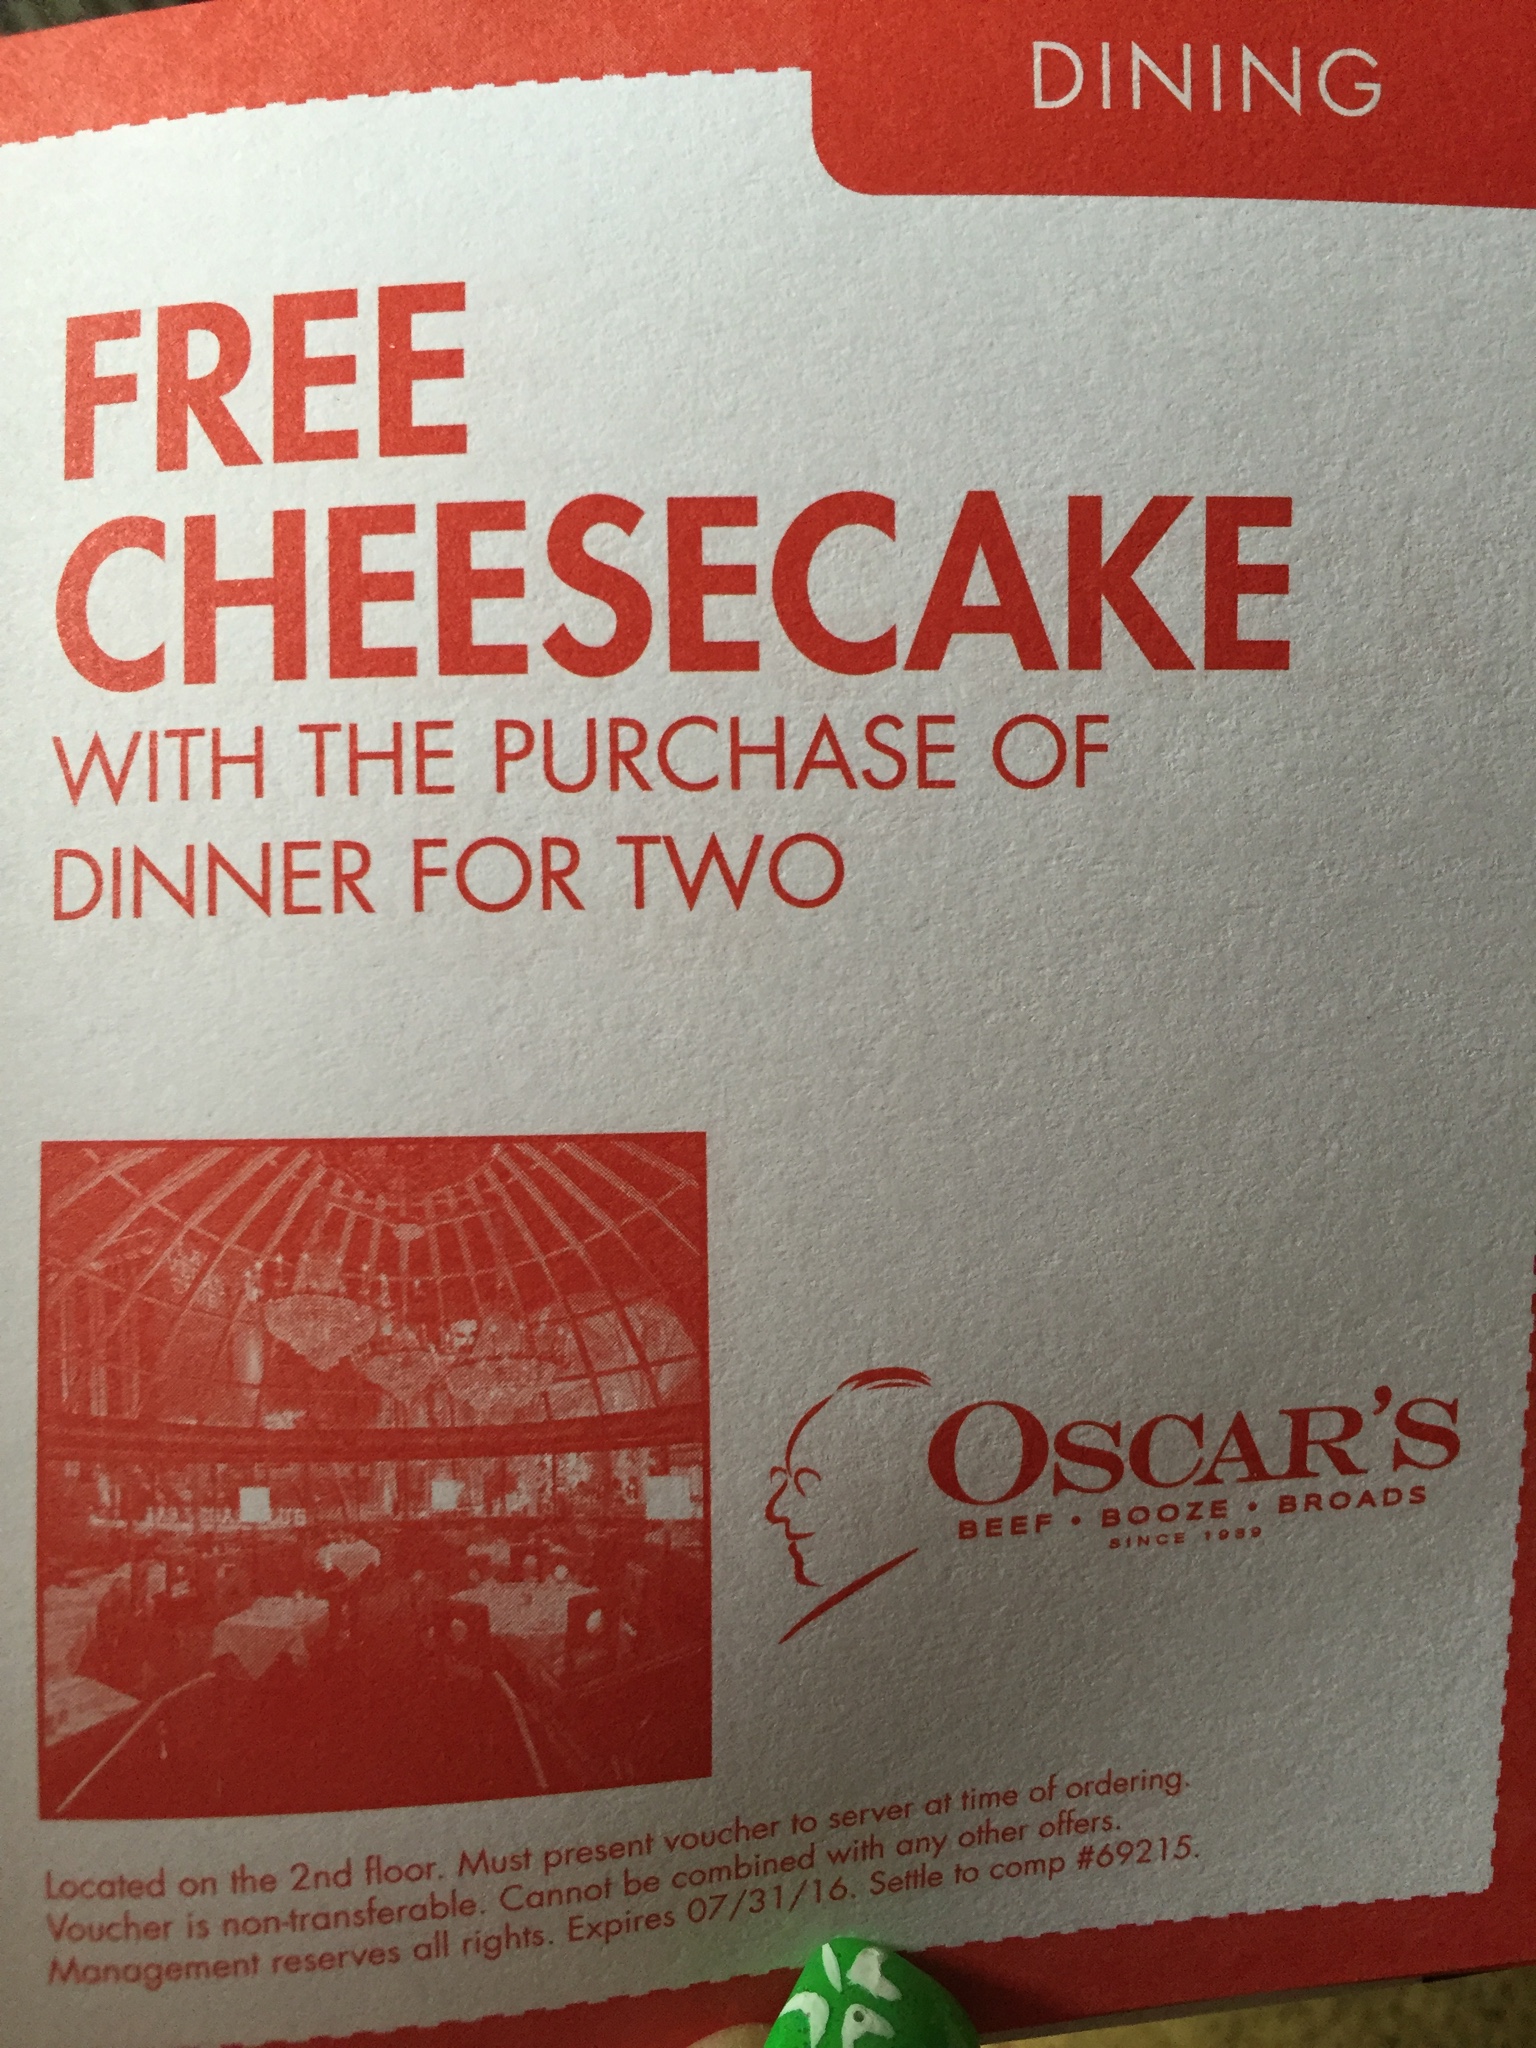 DINING
FREE
CHEESECAKE
WITH THE PURCHASE OF
DINNER FOR TWO
OSCAR'S
BEEF • BOOZE • BROADS
SINCE 1989
Located on the 2nd floor. Must present voucher to server at time of ordering.
Voucher is non-transferable. Cannot be combined with any other offers.
Management reserves all rights. Expires 07/31/16. Settle to comp #69215.